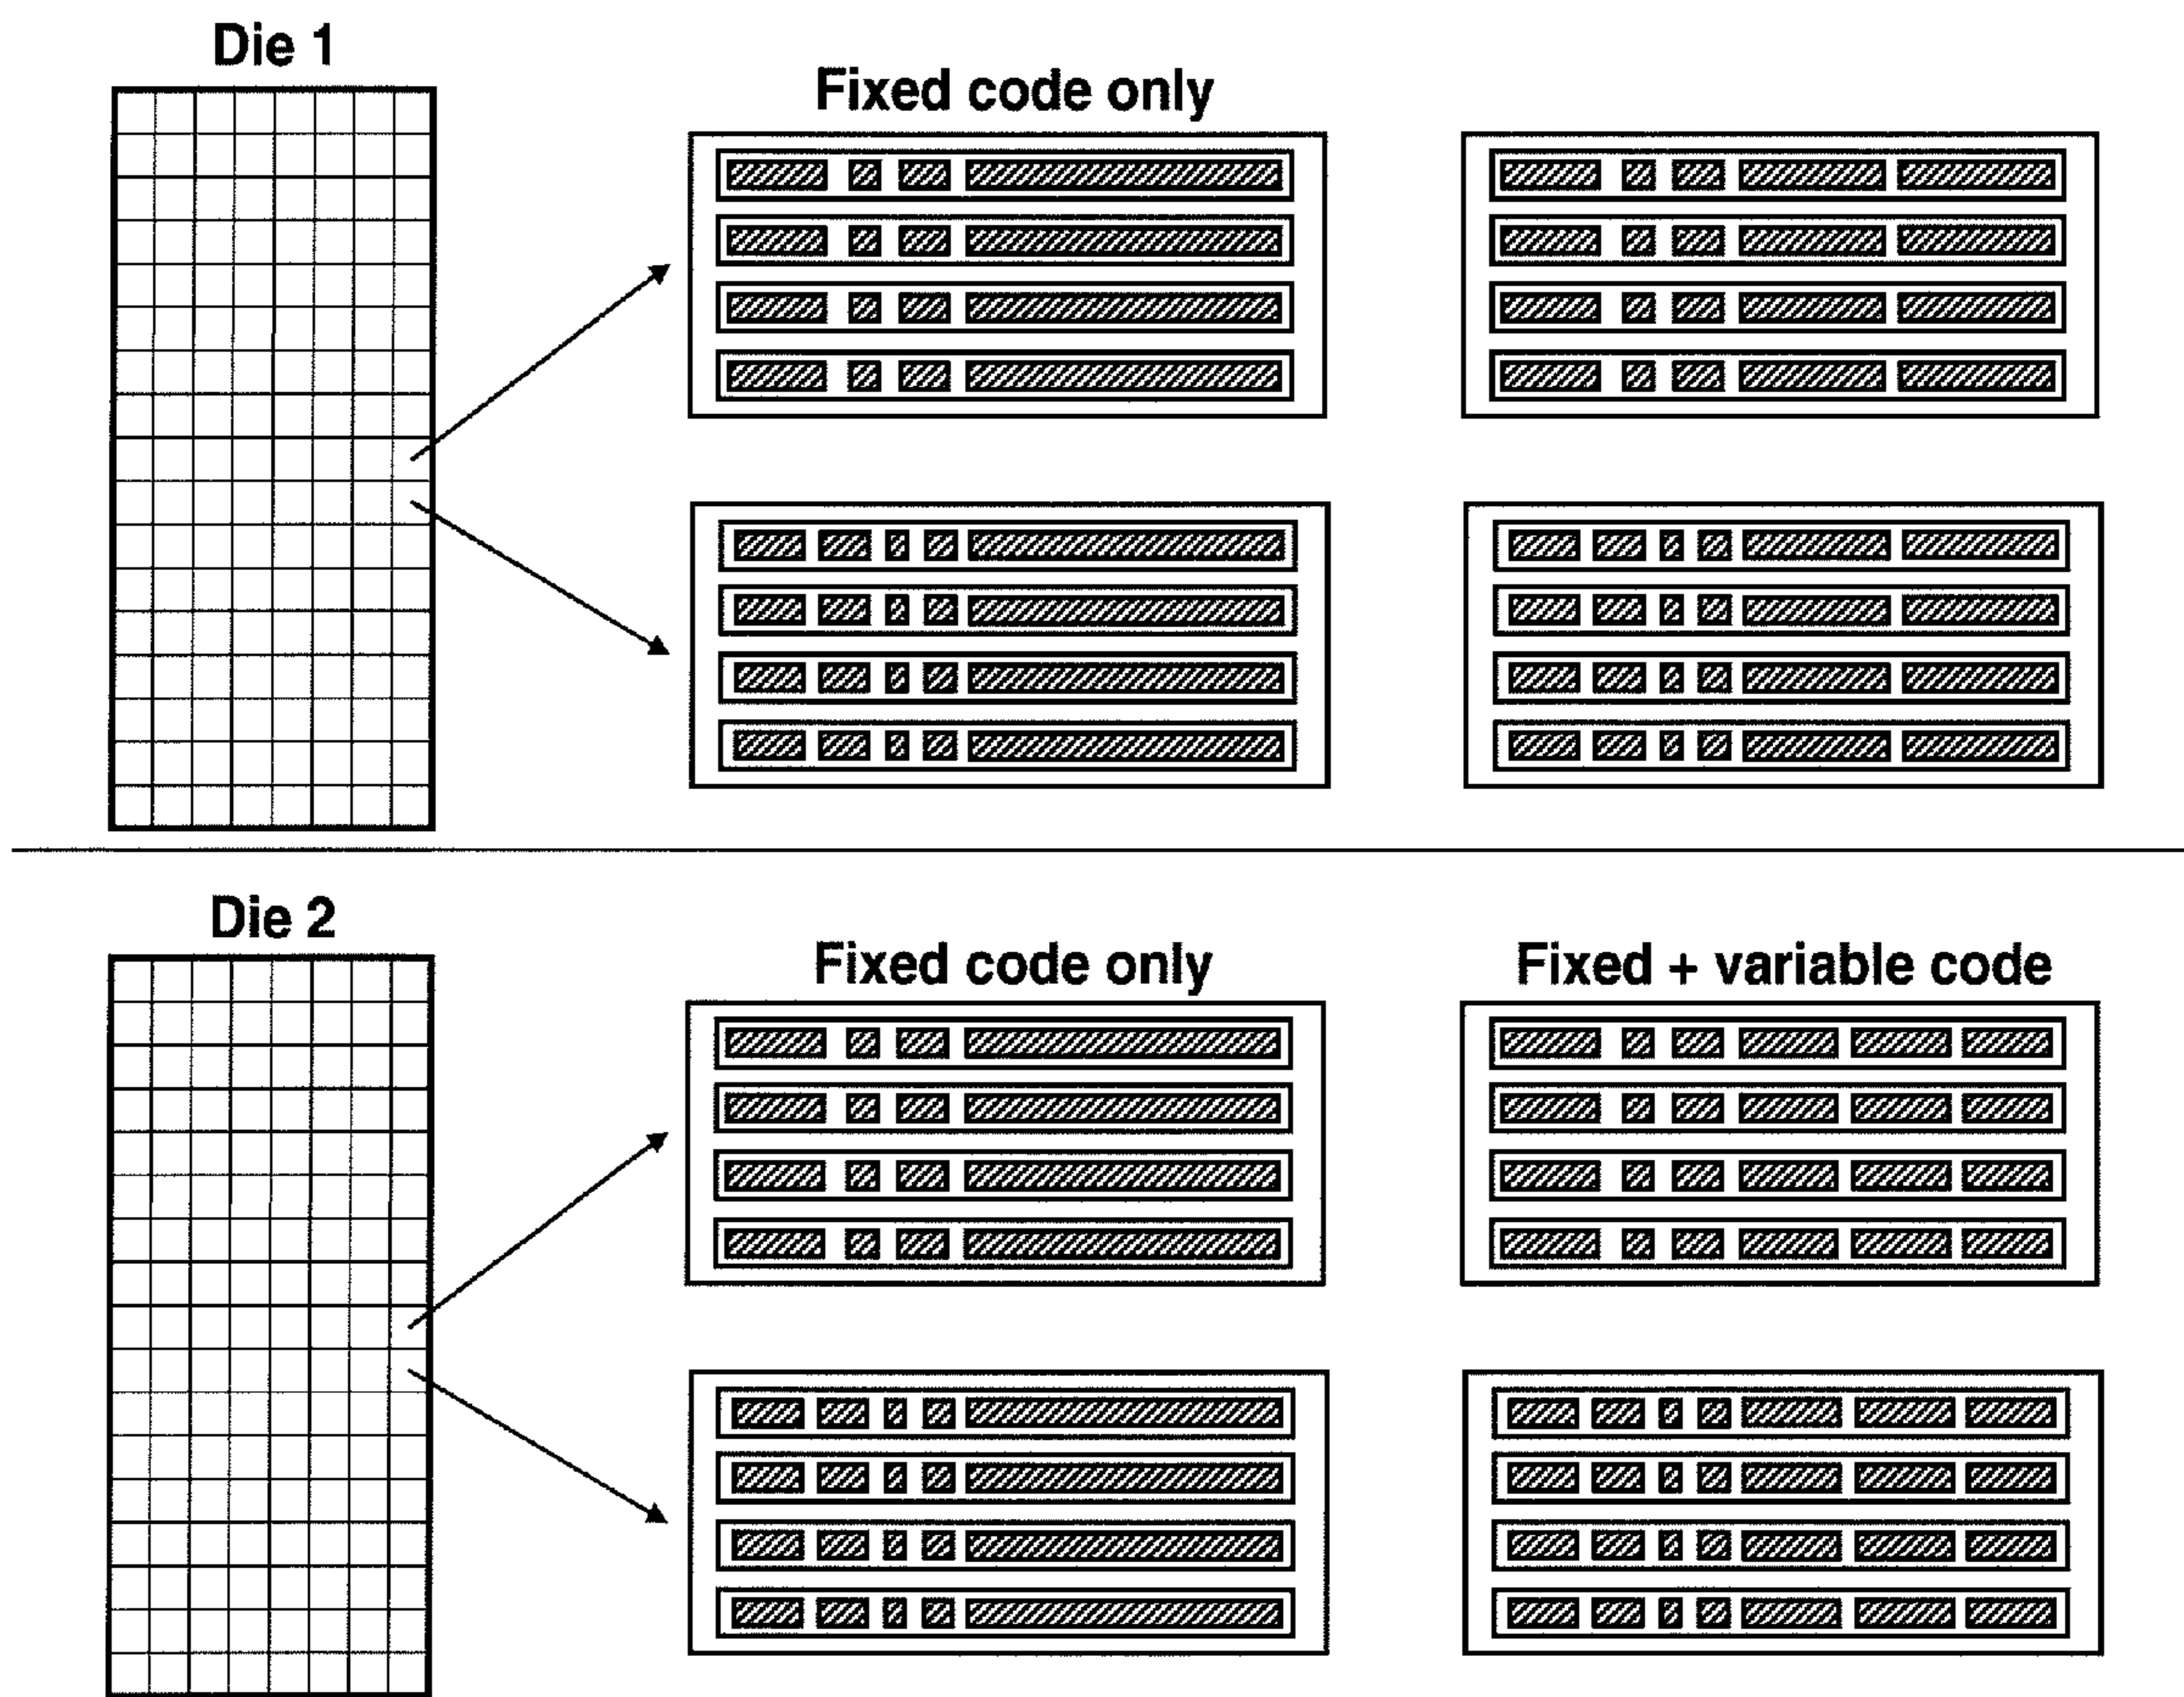 Die 1
Fixed code only
Die 2
Fixed code only
Fixed + variable code